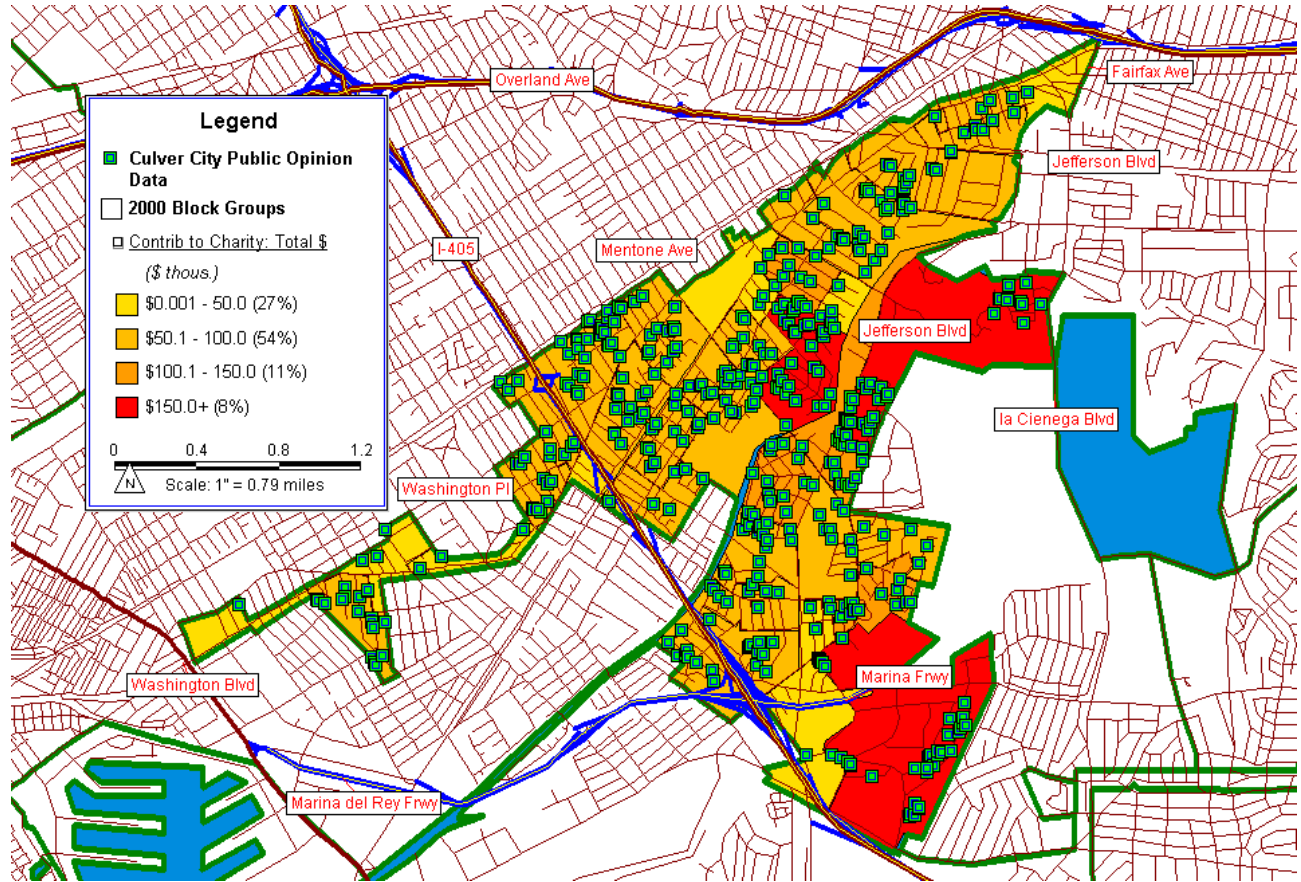 Overland Ave
Fairfax Ave
Legend
Culver City Public Opinion
Data
2000 Block Groups
Contrib to Charity: Total $
($ thous.)
$0.001 - 50.0 (27%)
$50.1 - 100.0 (54%)
$100.1 - 150.0 (11%)
$150.0+ (8%)
0 0.4 0.8 1.2
N
Scale: 1" = 0.79 miles
Jefferson Blvd
I-405
Mentone Ave
Jefferson Blvd
la Cienega Blvd
Washington Pl
Washington Blvd
Marina Frwy
Marina del Rey Frwy